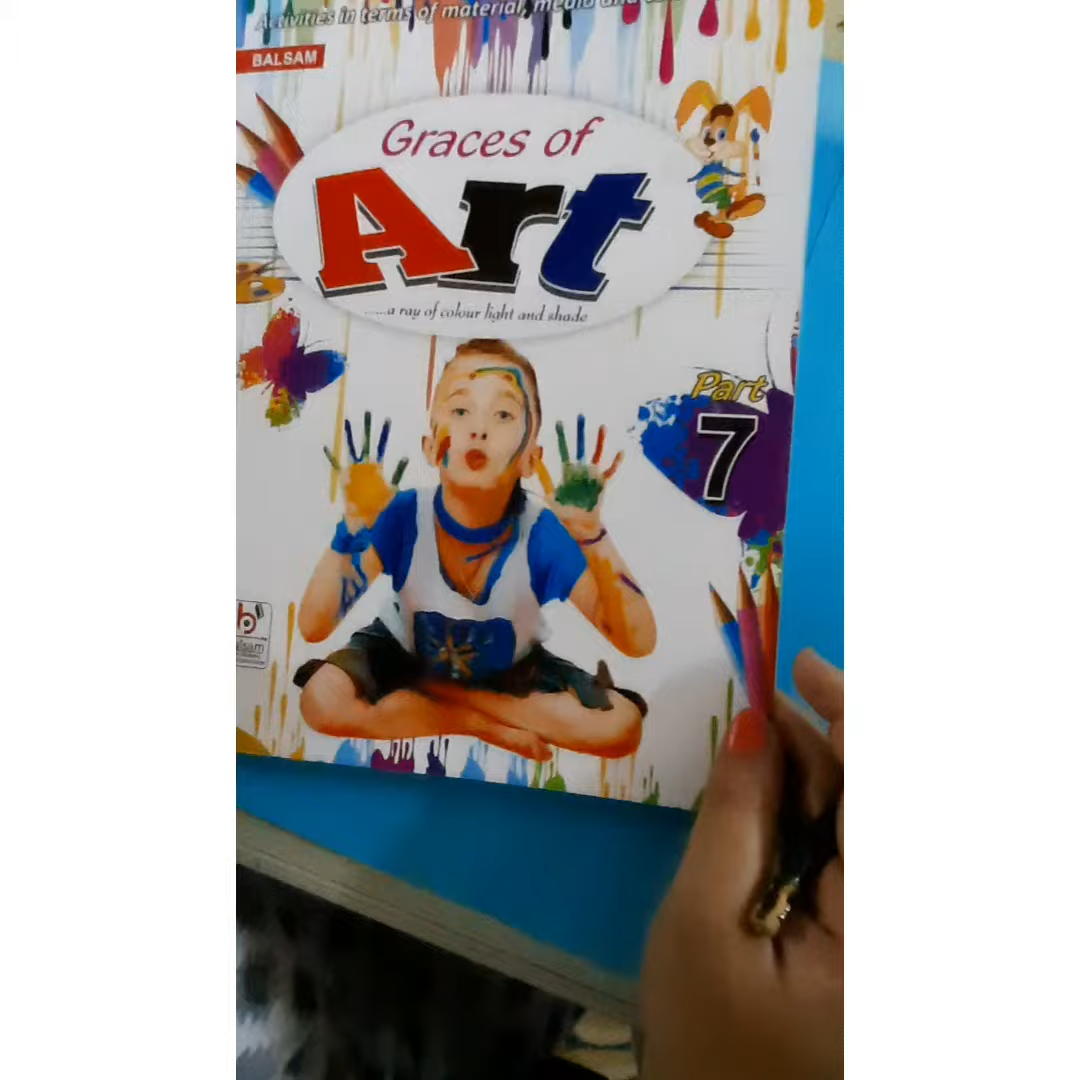 Activities in terms of material, media and
BALSAM
Graces of
Art
......a ray of colour light and shade
Part
7
b
alsam